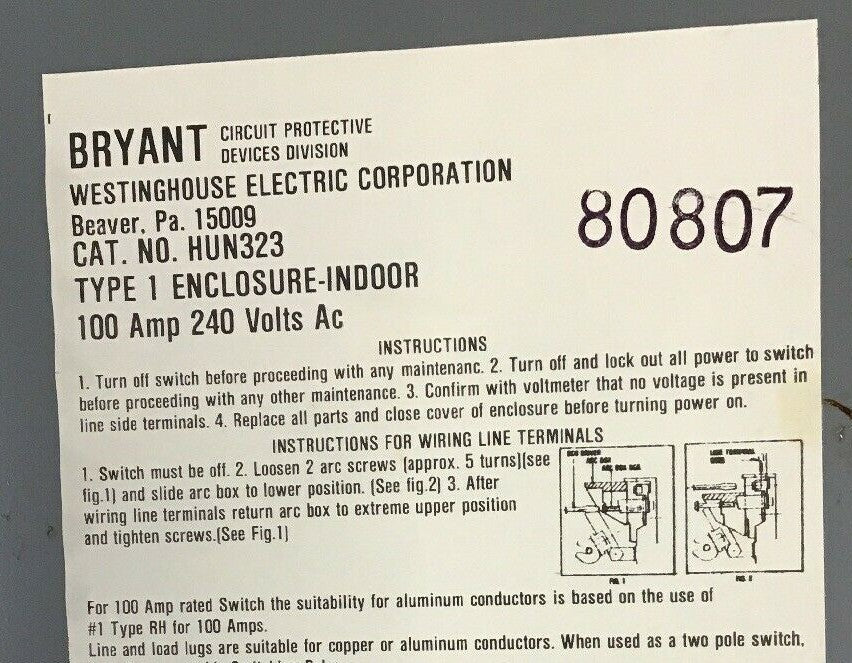 BRYANT CIRCUIT PROTECTIVE
DEVICES DIVISION
WESTINGHOUSE ELECTRIC CORPORATION
Beaver, Pa. 15009
80807
CAT. NO. HUN323
TYPE 1 ENCLOSURE-INDOOR
100 Amp 240 Volts Ac
INSTRUCTIONS
1. Turn off switch before proceeding with any maintenanc. 2. Turn off and lock out all power to switch
before proceeding with any other maintenance. 3. Confirm with voltmeter that no voltage is present in
line side terminals. 4. Replace all parts and close cover of enclosure before turning power on.
INSTRUCTIONS FOR WIRING LINE TERMINALS
1. Switch must be off. 2. Loosen 2 arc screws (approx. 5 turns)(see
fig.1) and slide arc box to lower position. (See fig.2) 3. After
wiring line terminals return arc box to extreme upper position
and tighten screws.(See Fig.1)
ARC BOX
LINE TERMINAL
FIG. 1
FIG. 2
For 100 Amp rated Switch the suitability for aluminum conductors is based on the use of
#1 Type RH for 100 Amps.
Line and load lugs are suitable for copper or aluminum conductors. When used as a two pole switch,